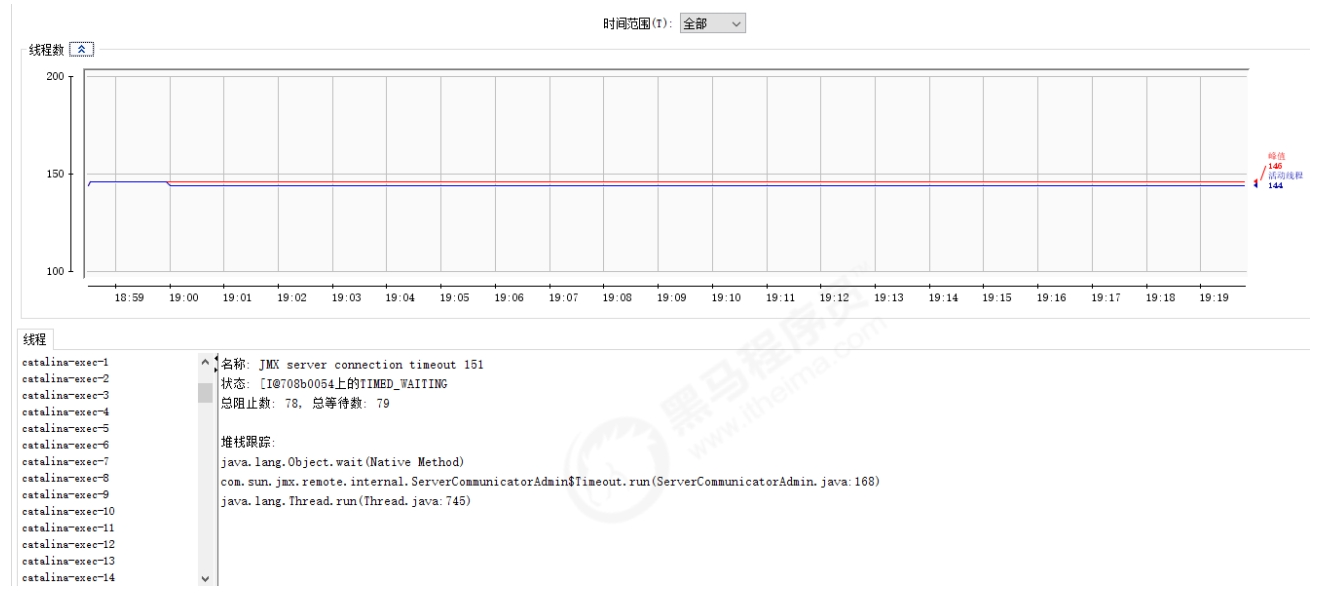 时间范围(T): 全部
线程数
200
150
100
峰值
146
活动线程
144
18:59 19:00 19:01 19:02 19:03 19:04 19:05 19:06 19:07 19:08 19:09 19:10 19:11 19:12 19:13 19:14 19:15 19:16 19:17 19:18 19:19
线程
catalina-exec-1
catalina-exec-2
catalina-exec-3
catalina-exec-4
catalina-exec-5
catalina-exec-6
catalina-exec-7
catalina-exec-8
catalina-exec-9
catalina-exec-10
catalina-exec-11
catalina-exec-12
catalina-exec-13
catalina-exec-14
名称: JMX server connection timeout 151
状态: [I@708b0054上的TIMED_WAITING
总阻止数: 78, 总等待数: 79
堆栈跟踪:
java.lang.Object.wait(Native Method)
com.sun.jmx.remote.internal.ServerCommunicatorAdmin$Timeout.run(ServerCommunicatorAdmin.java:168)
java.lang.Thread.run(Thread.java:745)
黑马程序员
www.itheima.com